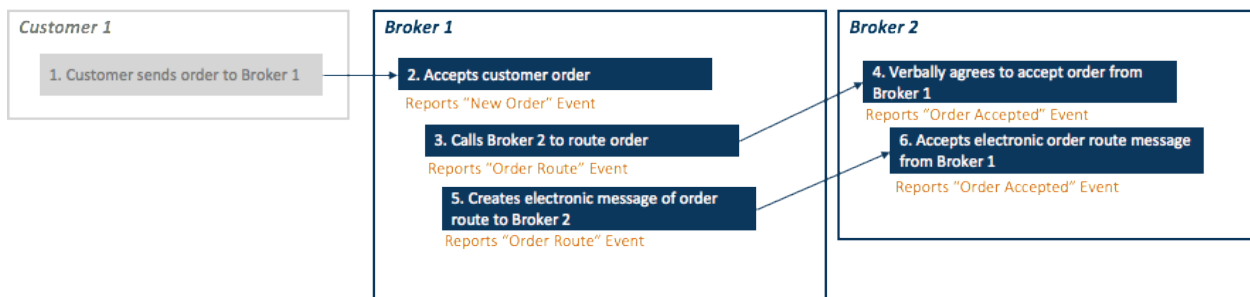 Customer 1
1. Customer sends order to Broker 1
Broker 1
2. Accepts customer order
Reports “New Order” Event
3. Calls Broker 2 to route order
Reports “Order Route” Event
5. Creates electronic message of order
route to Broker 2
Reports “Order Route” Event
Broker 2
4. Verbally agrees to accept order from
Broker 1
Reports “Order Accepted” Event
6. Accepts electronic order route message
from Broker 1
Reports “Order Accepted” Event